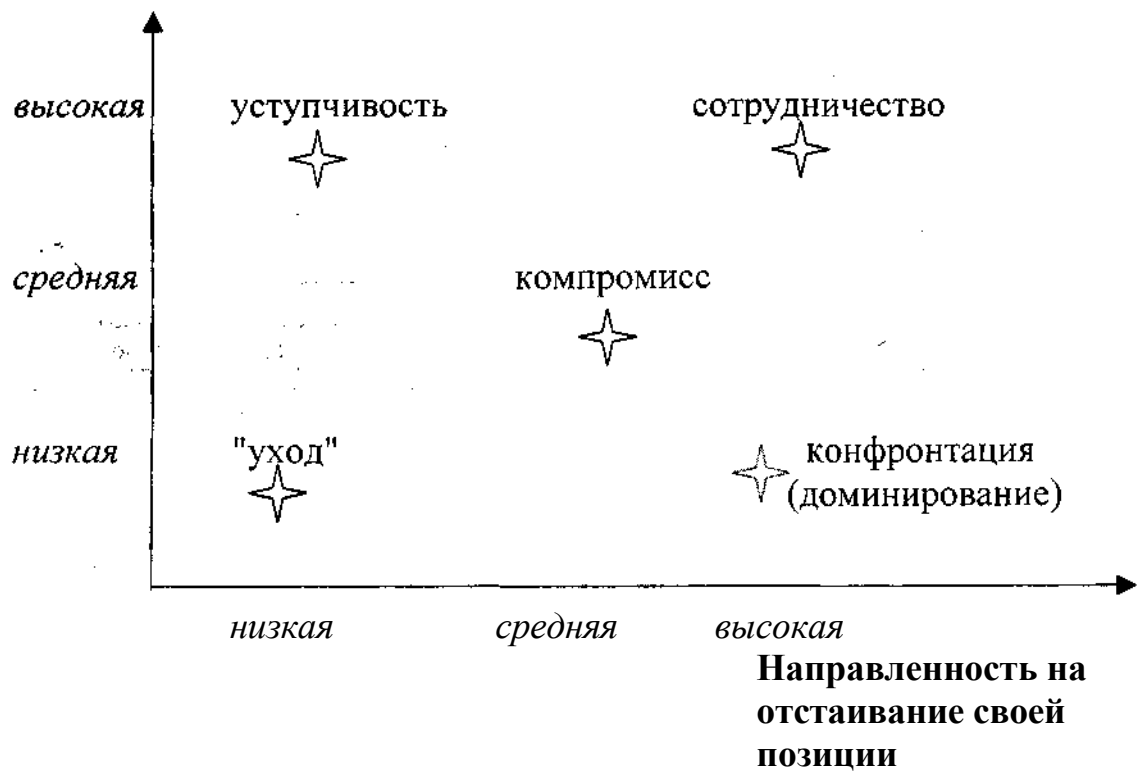 высокая уступчивость сотрудничество
средняя компромисс
низкая "уход" конфронтация
(доминирование)
низкая средняя высокая
Направленность на
отстаивание своей
позиции